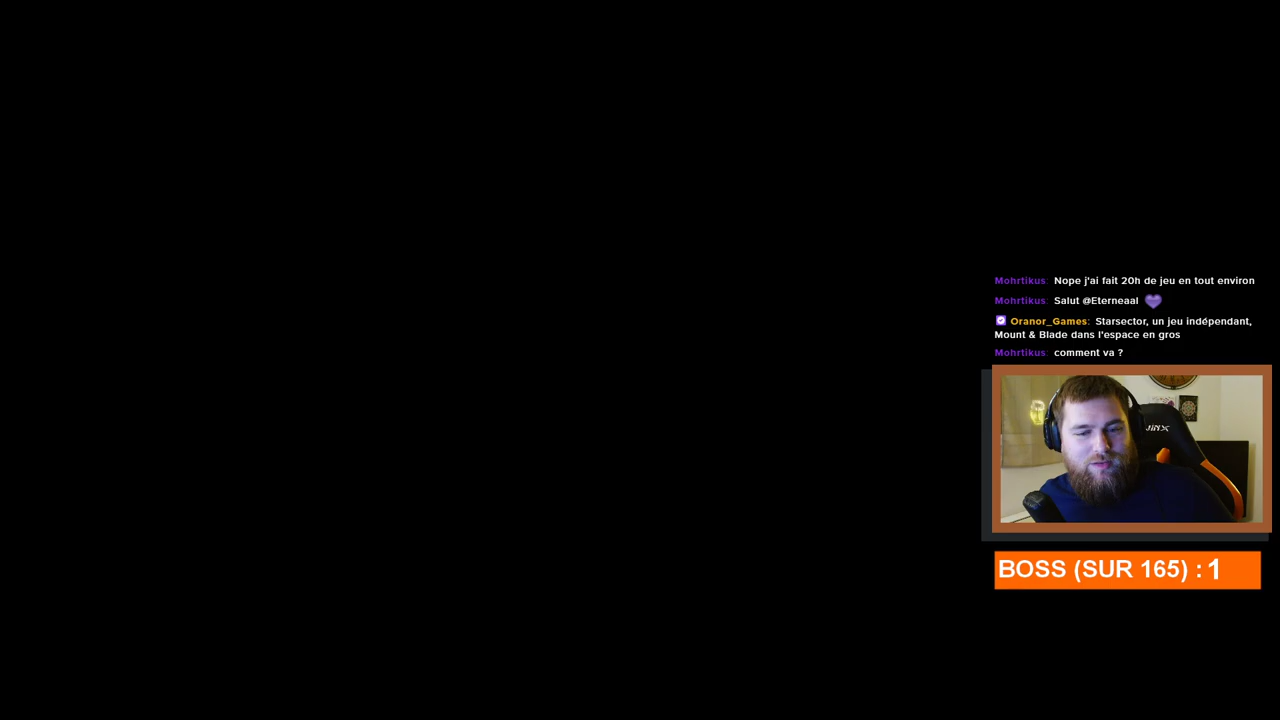 Mohrtikus: Nope j'ai fait 20h de jeu en tout environ
Mohrtikus: Salut @Eterneaal
Oranor_Games: Starsector, un jeu indépendant,
Mount & Blade dans l'espace en gros
Mohrtikus: comment va ?
JINX
BOSS (SUR 165) : 1